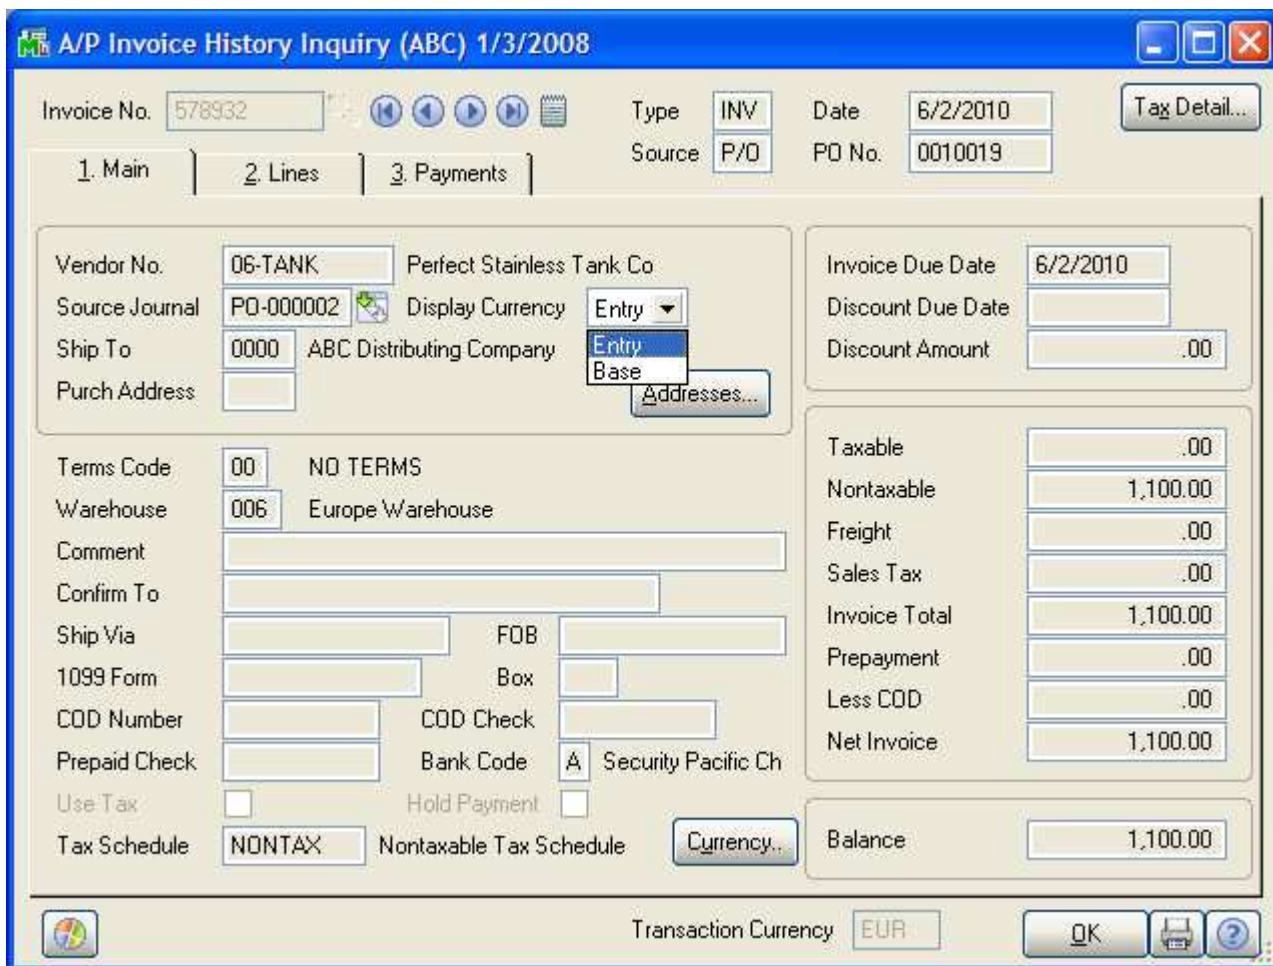 A/P Invoice History Inquiry (ABC) 1/3/2008
Invoice No. 578932 Type INV Date 6/2/2010 Tax Detail...
Source P/O PO No. 0010019
1. Main 2. Lines 3. Payments
Vendor No. 06-TANK Perfect Stainless Tank Co Invoice Due Date 6/2/2010
Source Journal PO-000002 Display Currency Entry Discount Due Date
Ship To 0000 ABC Distributing Company Entry Discount Amount .00
Base
Purch Address Addresses...
Taxable .00
Terms Code 00 NO TERMS
Nontaxable 1,100.00
Warehouse 006 Europe Warehouse
Freight .00
Comment
Sales Tax .00
Confirm To
Invoice Total 1,100.00
Ship Via FOB
Prepayment .00
1099 Form Box
Less COD .00
COD Number COD Check
Net Invoice 1,100.00
Prepaid Check Bank Code A Security Pacific Ch
Use Tax Hold Payment
Tax Schedule NONTAX Nontaxable Tax Schedule Currency.. Balance 1,100.00
Transaction Currency EUR OK